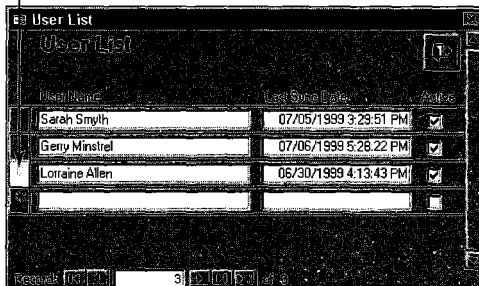 User List
User List
User Name Last Sync Date Active
Sarah Smyth 07/05/1999 3:29:51 PM
Gerry Minstrel 07/06/1999 5:28:22 PM
Lorraine Allen 06/30/1999 4:13:43 PM
Record: 3 of 3